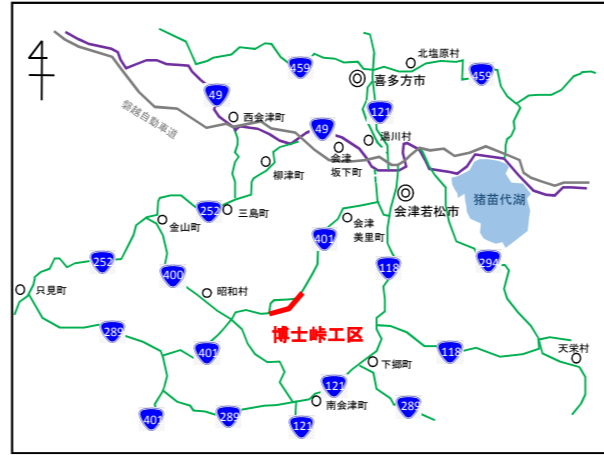 4
北塩原村
459
喜多方市
459
49
121
磐越自動車道
西会津町
49
湯川村
会津
坂下町
柳津町
猪苗代湖
会津若松市
252
三島町
会津
美里町
金山町
401
252
400
118
294
只見町
昭和村
289
博士峠工区
401
118
天栄村
下郷町
121
南会津町
289
401
289
121